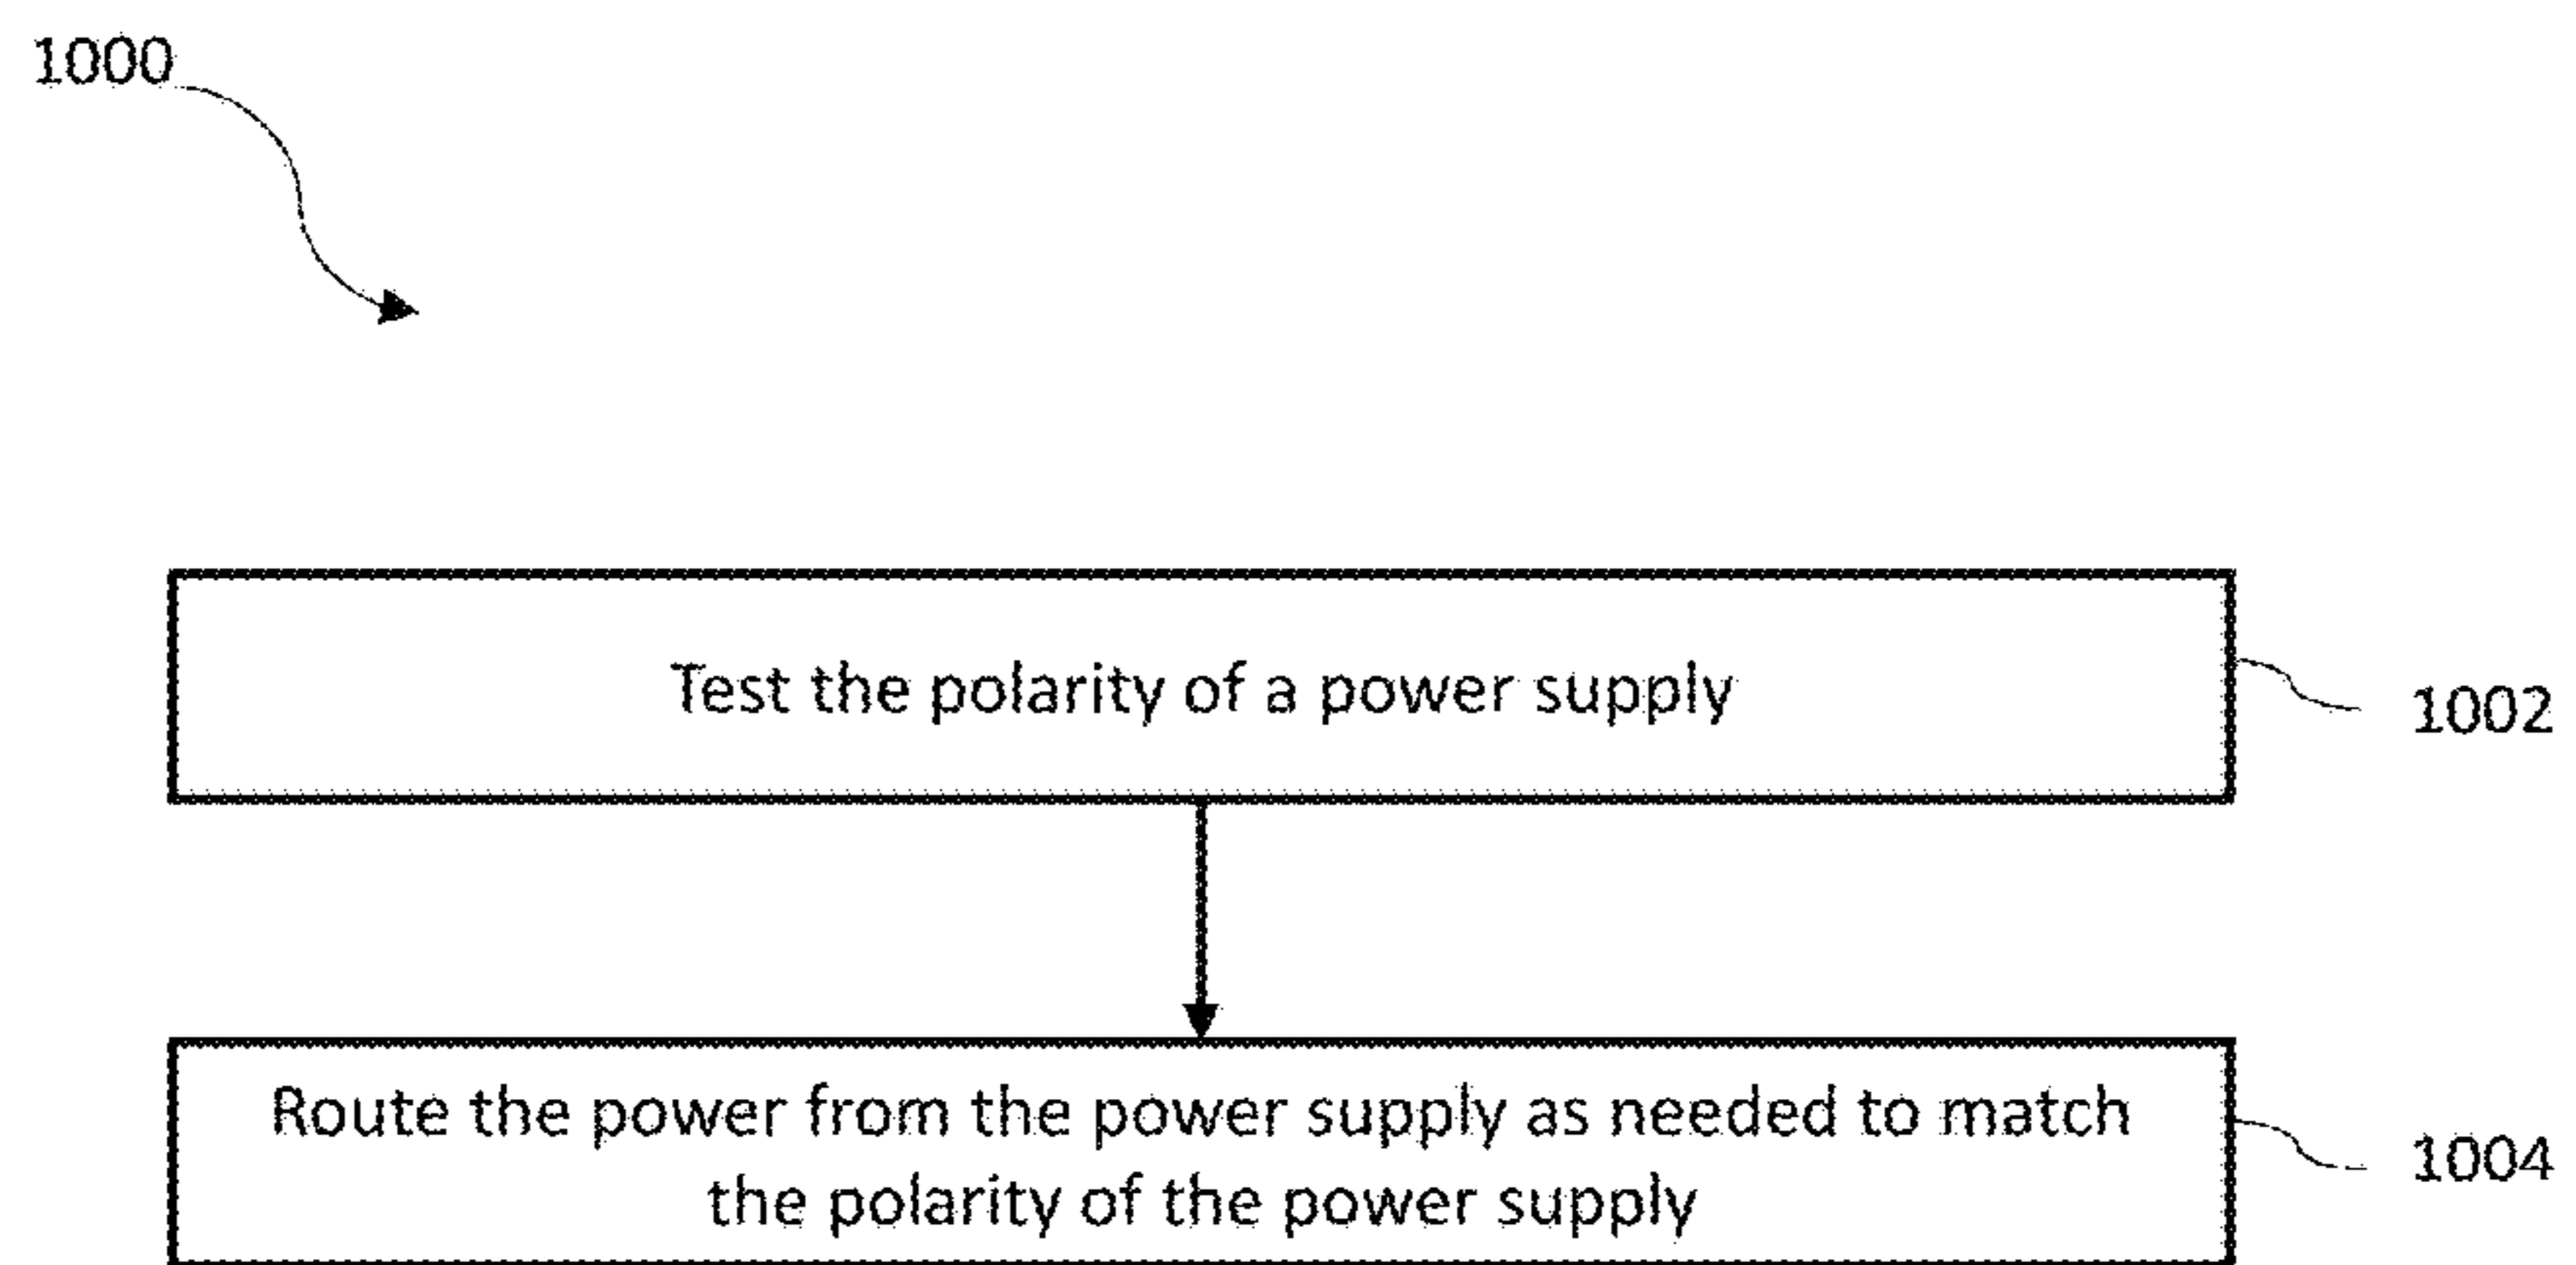 1000
Test the polarity of a power supply
1002
Route the power from the power supply as needed to match
the polarity of the power supply
1004